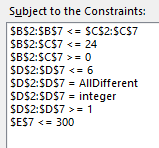 Subject to the Constraints:
$B$2:$B$7 <= $C$2:$C$7
$C$2:$C$7 <= 24
$C$2:$C$7 >= 0
$D$2:$D$7 <= 6
$D$2:$D$7 = AllDifferent
$D$2:$D$7 = integer
$D$2:$D$7 >= 1
$E$7 <= 300